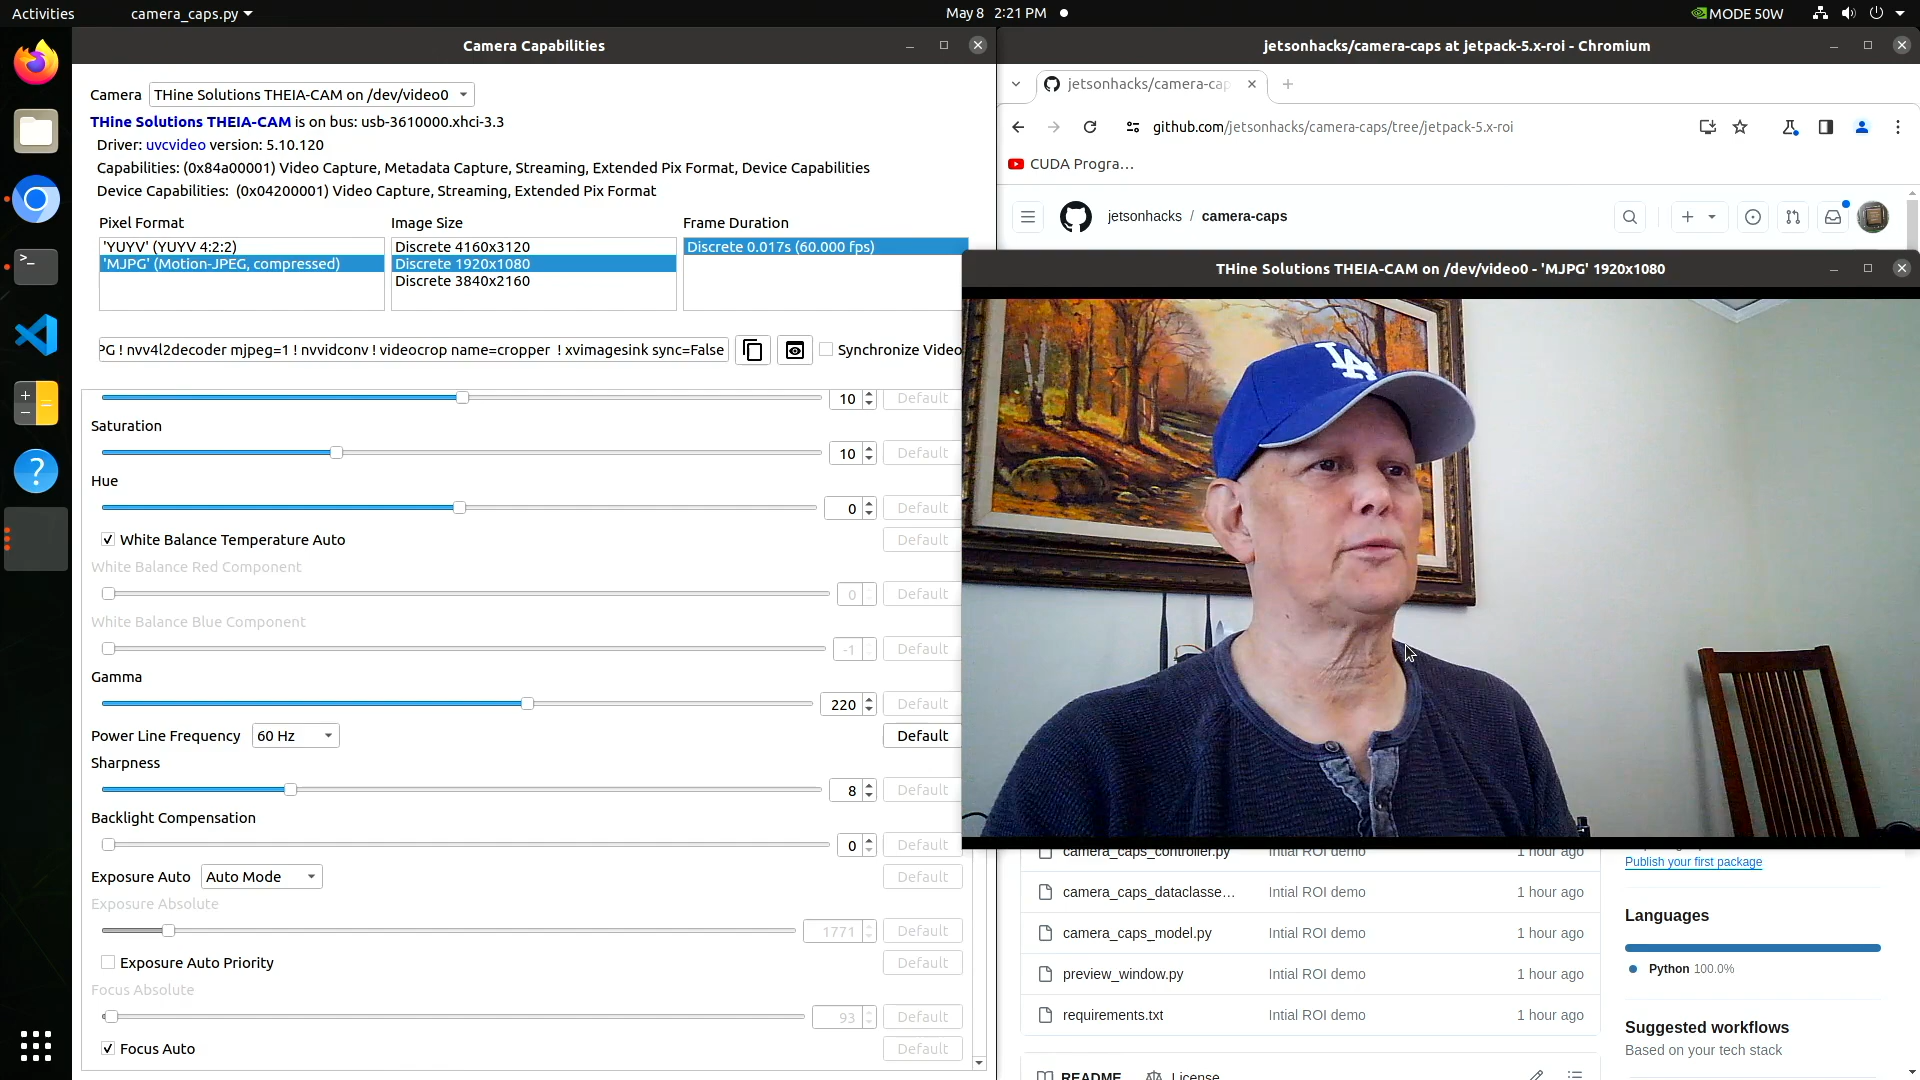 Activities
camera_caps.py
May 8 2:21 PM
MODE 50W
Camera Capabilities
Camera
THine Solutions THEIA-CAM on /dev/video0
THine Solutions THEIA-CAM is on bus: usb-3610000.xhci-3.3
Driver: uvcvideo version: 5.10.120
Capabilities: (0x84a00001) Video Capture, Metadata Capture, Streaming, Extended Pix Format, Device Capabilities
Device Capabilities: (0x04200001) Video Capture, Streaming, Extended Pix Format
Pixel Format
'YUYV' (YUYV 4:2:2)
'MJPG' (Motion-JPEG, compressed)
Image Size
Discrete 4160x3120
Discrete 1920x1080
Discrete 3840x2160
Frame Duration
Discrete 0.017s (60.000 fps)
PG ! nvv4l2decoder mjpeg=1 ! nvvidconv ! videocrop name=cropper ! xvimagesink sync=False
Synchronize Video
10 Default
Saturation
10 Default
Hue
0 Default
White Balance Temperature Auto Default
White Balance Red Component
0 Default
White Balance Blue Component
-1 Default
Gamma
220 Default
Power Line Frequency 60 Hz Default
Sharpness
8 Default
Backlight Compensation
0 Default
Exposure Auto Auto Mode Default
Exposure Absolute
1771 Default
Exposure Auto Priority Default
Focus Absolute
93 Default
Focus Auto Default
jetsonhacks/camera-caps at jetpack-5.x-roi - Chromium
jetsonhacks/camera-cap
github.com/jetsonhacks/camera-caps/tree/jetpack-5.x-roi
CUDA Progra...
jetsonhacks / camera-caps
THine Solutions THEIA-CAM on /dev/video0 - 'MJPG' 1920x1080
LA
camera_caps_controller.py Intial ROI demo 1 hour ago
camera_caps_dataclasse... Intial ROI demo 1 hour ago
camera_caps_model.py Intial ROI demo 1 hour ago
preview_window.py Intial ROI demo 1 hour ago
requirements.txt Intial ROI demo 1 hour ago
README License
Publish your first package
Languages
Python 100.0%
Suggested workflows
Based on your tech stack